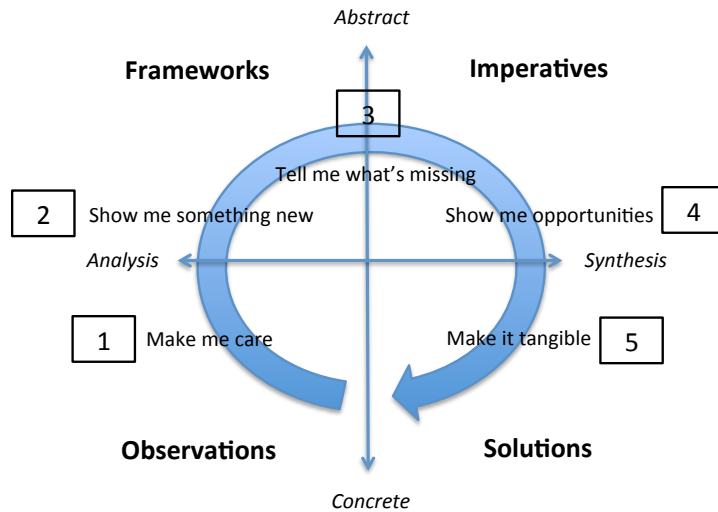 Abstract
Frameworks
Imperatives
3
Tell me what's missing
2
Show me something new
Show me opportunities
4
Analysis
Synthesis
1
Make me care
Make it tangible
5
Observations
Solutions
Concrete